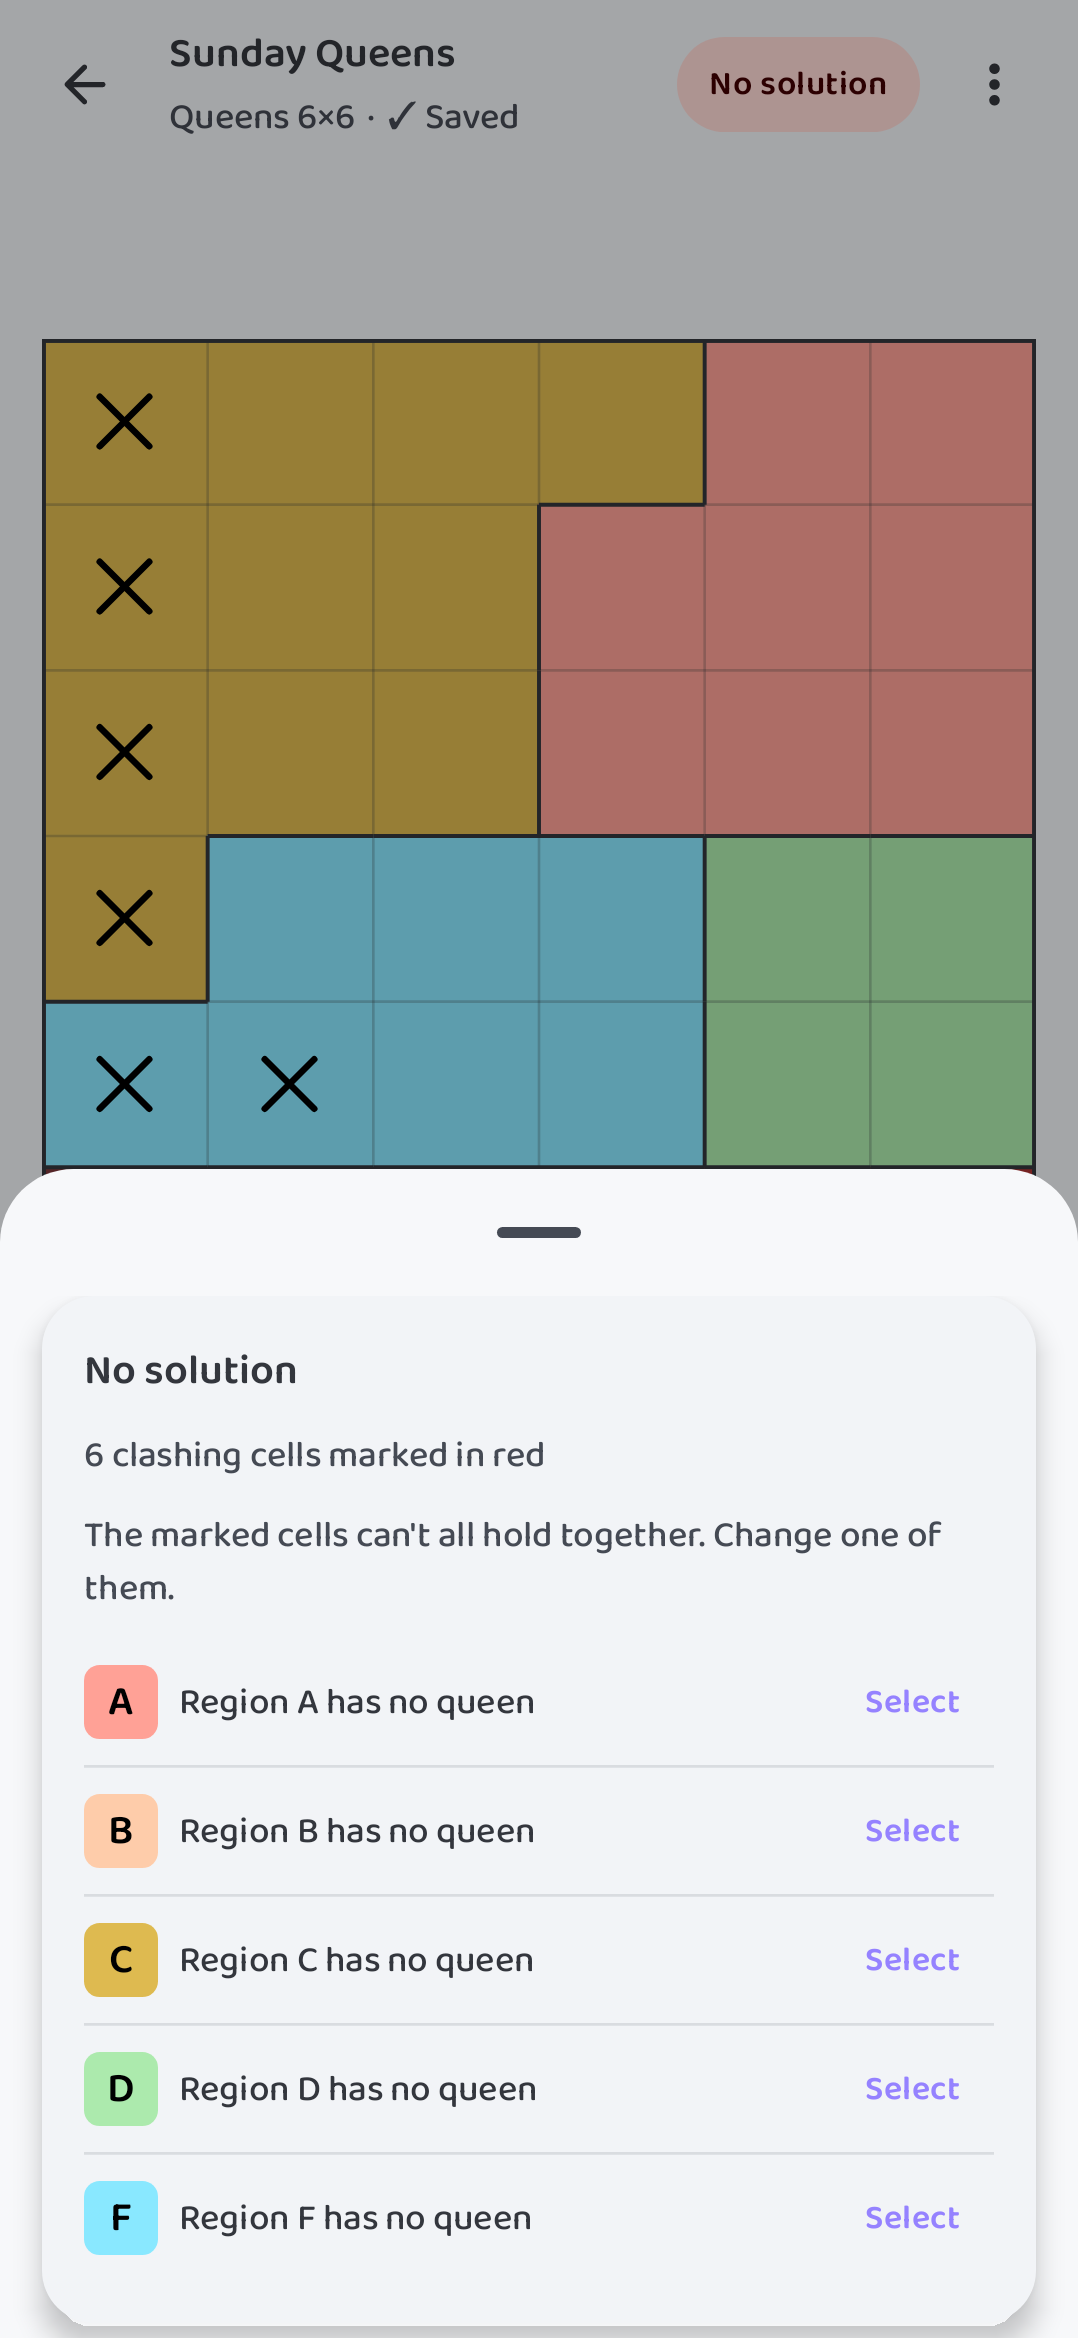 Sunday Queens
Queens 6×6 · ✓ Saved
No solution
No solution
6 clashing cells marked in red
The marked cells can't all hold together. Change one of
them.
A Region A has no queen Select
B Region B has no queen Select
C Region C has no queen Select
D Region D has no queen Select
F Region F has no queen Select